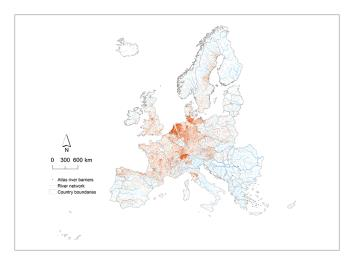 N
0 300 600 km
Atlas river barriers
River network
Country boundaries